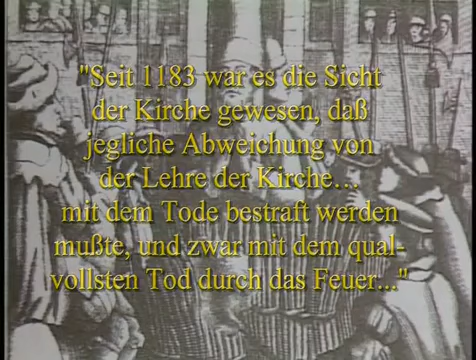 "Seit 1183 war es die Sicht
der Kirche gewesen, daß
jegliche Abweichung von
der Lehre der Kirche...
mit dem Tode bestraft werden
mußte, und zwar mit dem qual-
vollsten Tod durch das Feuer..."